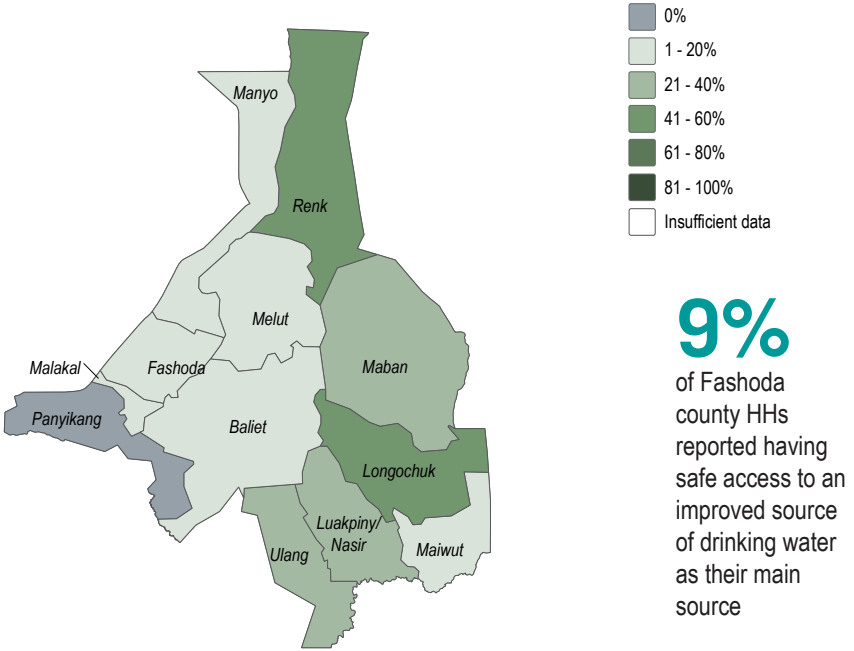 0%
1 - 20%
21 - 40%
41 - 60%
61 - 80%
81 - 100%
Insufficient data
Manyo
Renk
Melut
Malakal
Fashoda
Maban
Panyikang
Baliet
Longochuk
Luakpiny/
Nasir
Ulang
Maiwut
9%
of Fashoda
county HHs
reported having
safe access to an
improved source
of drinking water
as their main
source